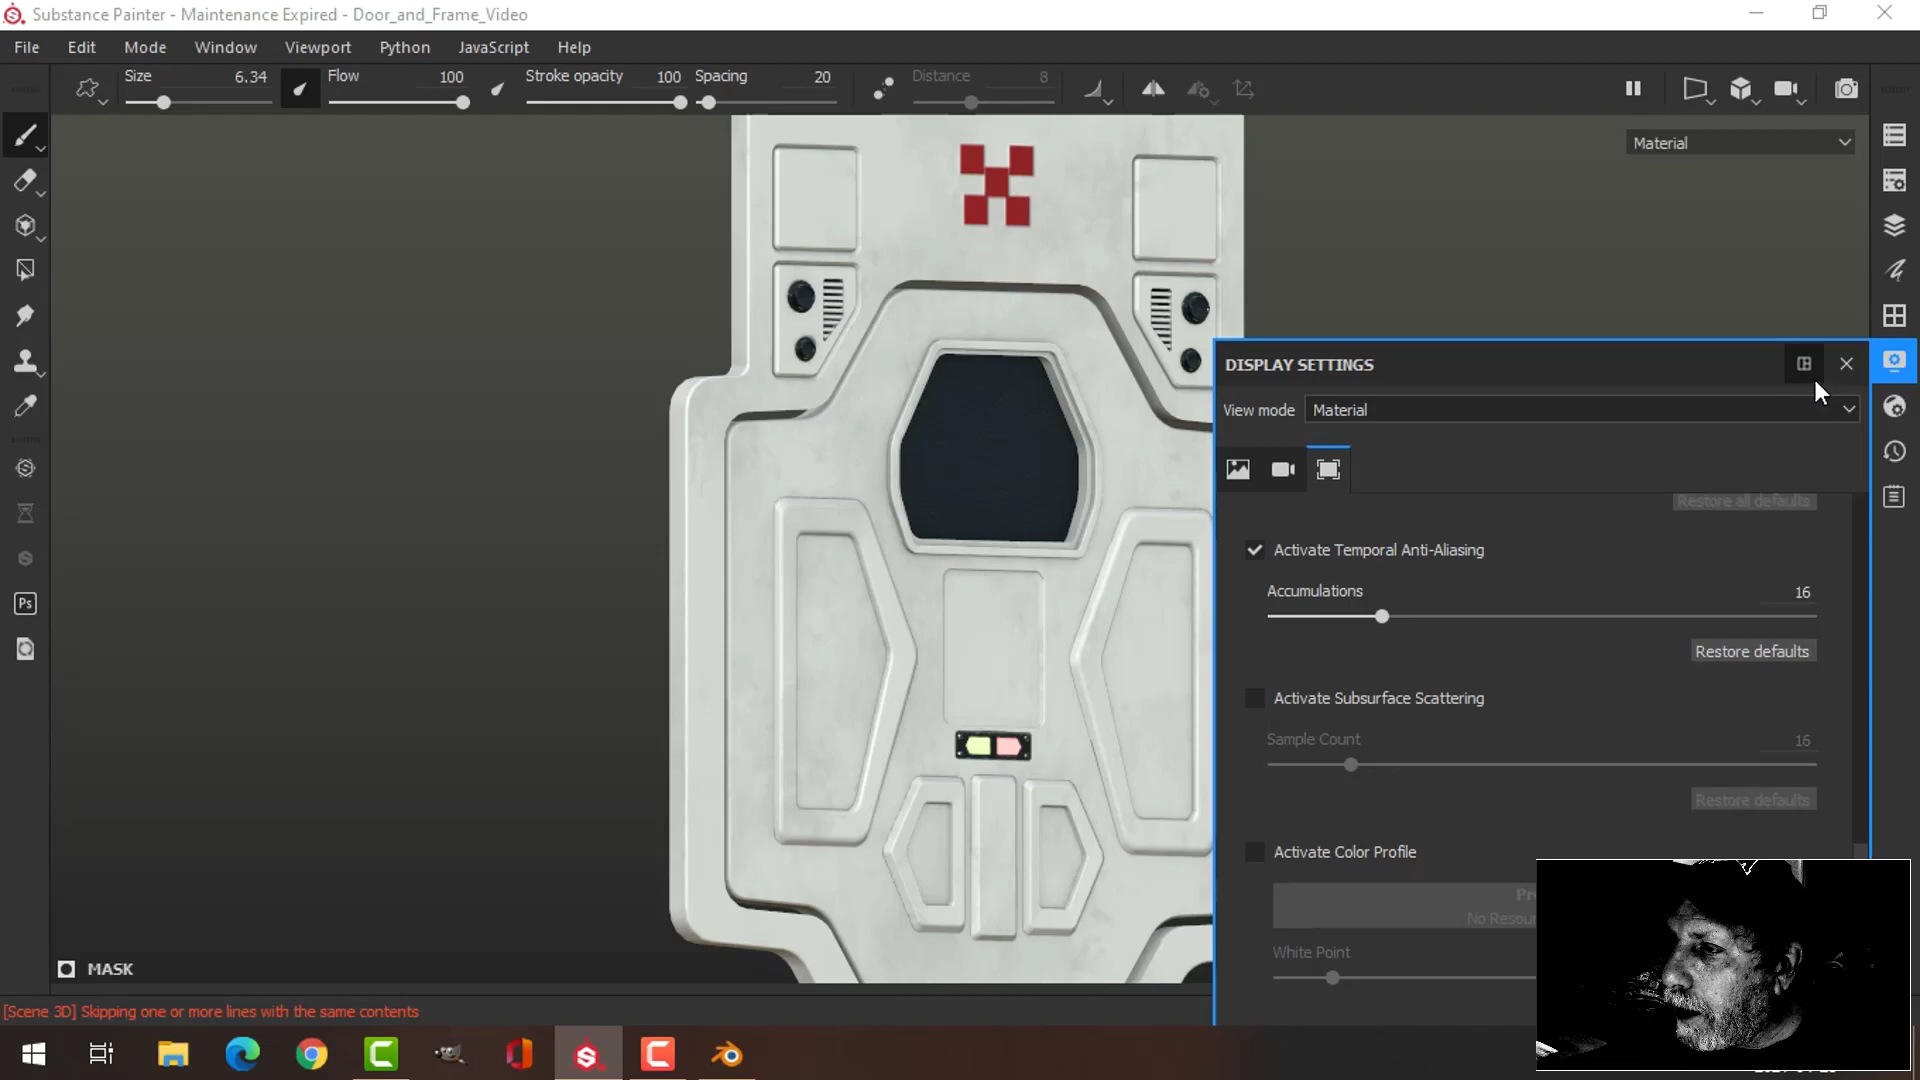 Substance Painter - Maintenance Expired - Door_and_Frame_Video
File Edit Mode Window Viewport Python JavaScript Help
Size 6.34 Flow 100 Stroke opacity 100 Spacing 20 Distance 8
Material
DISPLAY SETTINGS
View mode Material
Restore all defaults
Activate Temporal Anti-Aliasing
Accumulations 16
Restore defaults
Activate Subsurface Scattering
Sample Count 16
Restore defaults
Activate Color Profile
No
White Point
Ps
MASK
[Scene 3D] Skipping one or more lines with the same contents